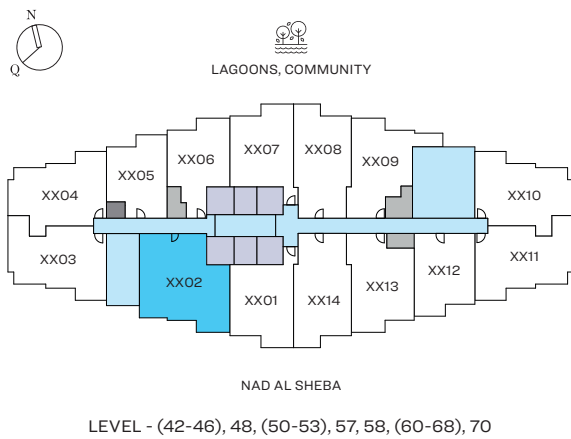 N
Q
LAGOONS, COMMUNITY
XX07 XX08
XX06 XX09
XX05
XX04 XX10
XX03 XX11
XX02 XX12
XX01 XX14 XX13
NAD AL SHEBA
LEVEL - (42-46), 48, (50-53), 57, 58, (60-68), 70